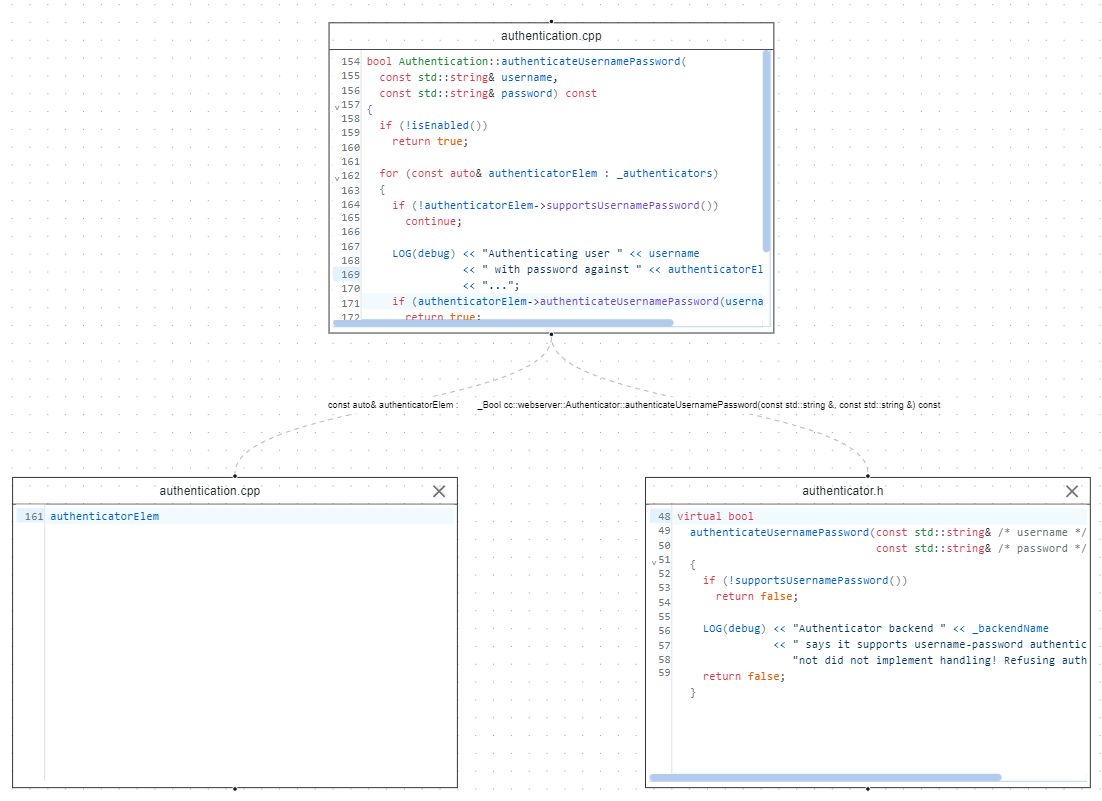 authentication.cpp
154 bool Authentication::authenticateUsernamePassword(
155 const std::string& username,
156 const std::string& password) const
157 {
158 if (!isEnabled())
159 return true;
160
161 for (const auto& authenticatorElem : _authenticators)
162 {
163 if (!authenticatorElem->supportsUsernamePassword())
164 continue;
165
166 LOG(debug) << "Authenticating user " << username
167 << " with password against " << authenticatorEl
168 << "...";
169 if (authenticatorElem->authenticateUsernamePassword(userna
170 return true;
171
172
const auto& authenticatorElem :
_Bool cc::webserver::Authenticator::authenticateUsernamePassword(const std::string &, const std::string &) const
authentication.cpp
161 authenticatorElem
authenticator.h
48 virtual bool
49 authenticateUsernamePassword(const std::string& /* username */
50 const std::string& /* password */
51 {
52 if (!supportsUsernamePassword())
53 return false;
54
55 LOG(debug) << "Authenticator backend " << _backendName
56 << " says it supports username-password authentic
57 "not did not implement handling! Refusing auth
58 return false;
59 }